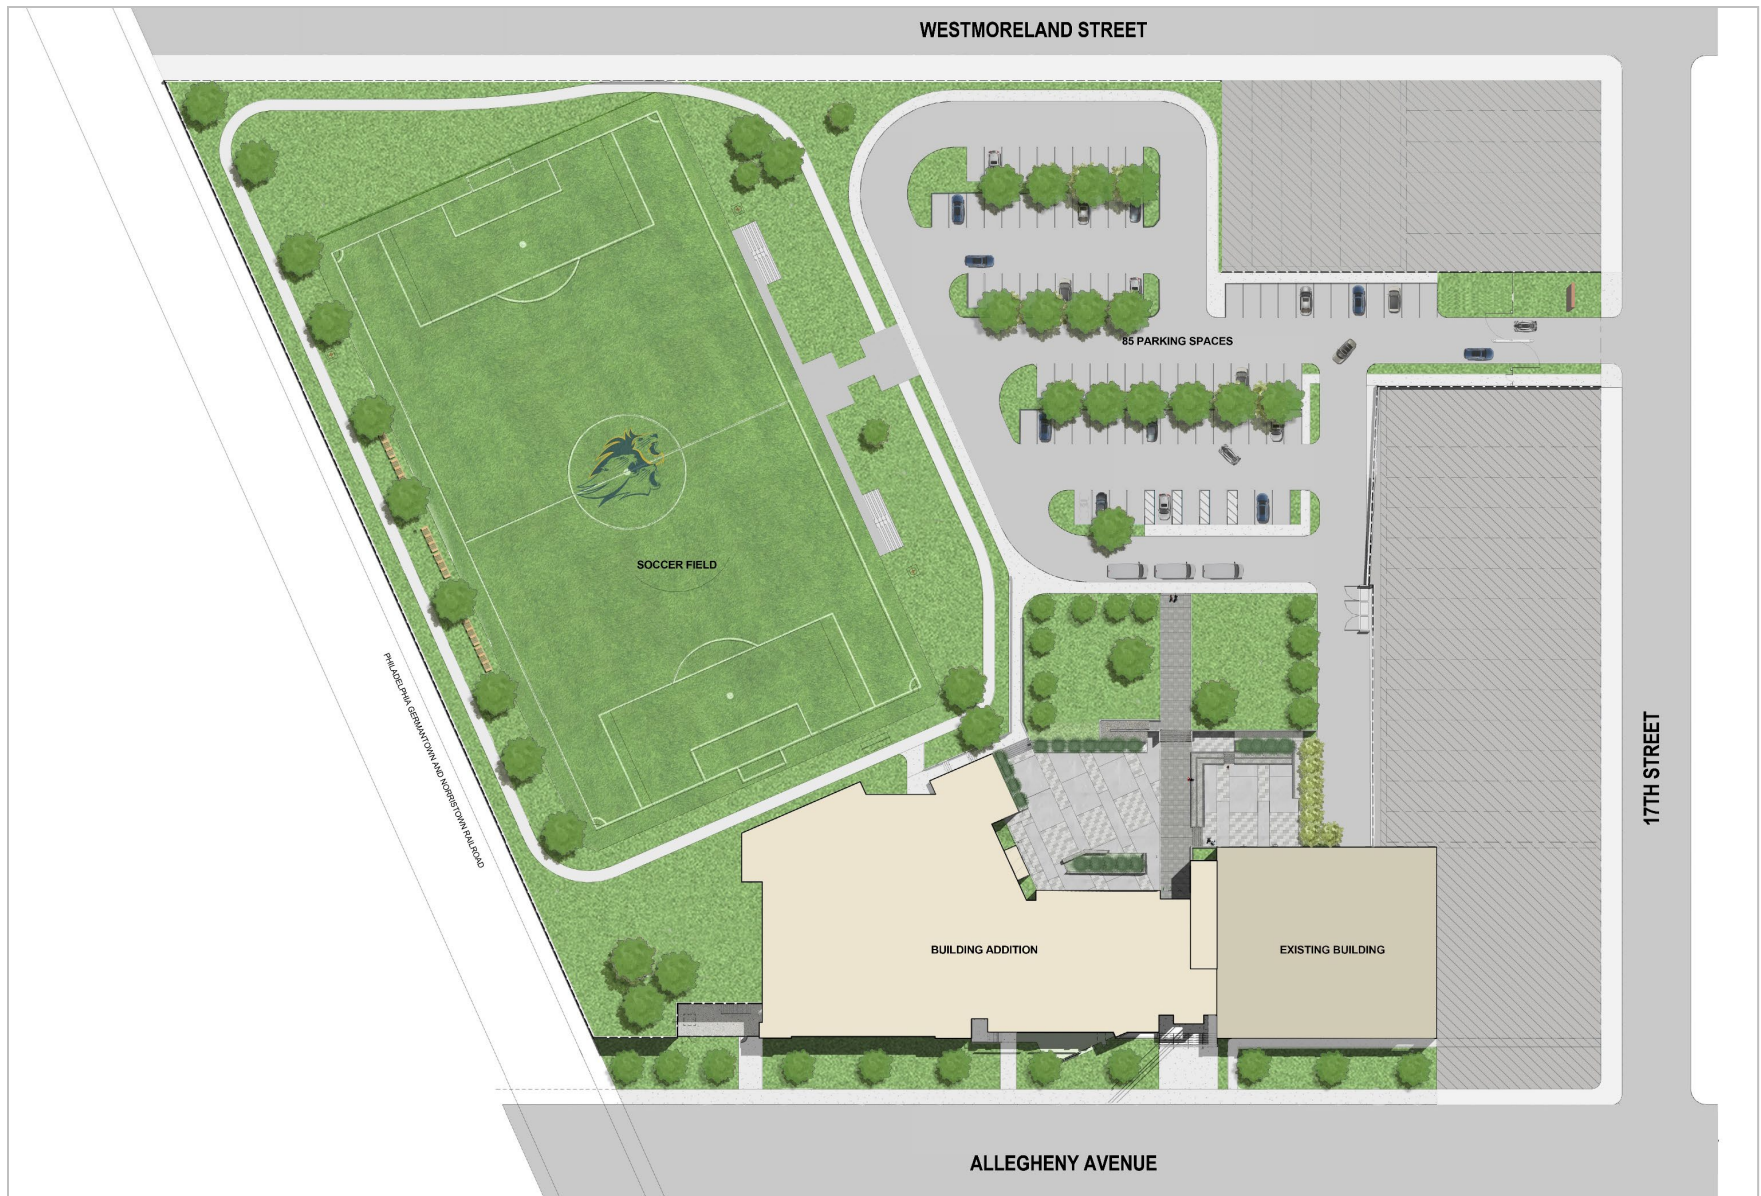 WESTMORELAND STREET
85 PARKING SPACES
SOCCER FIELD
PHILADELPHIA GERMANTOWN AND NORRISTOWN RAILROAD
17TH STREET
BUILDING ADDITION
EXISTING BUILDING
ALLEGHENY AVENUE